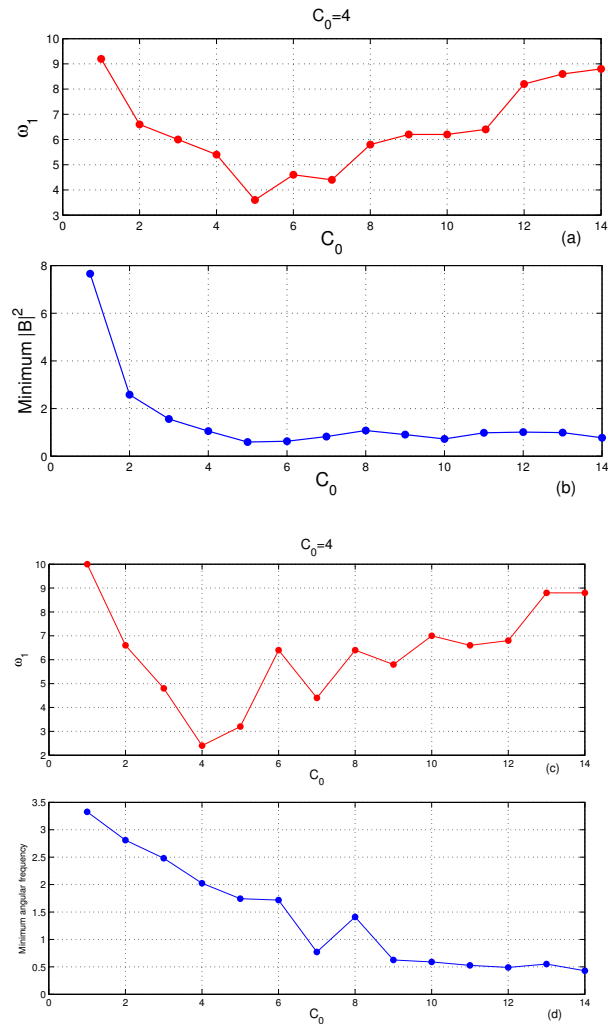 C₀=4
10
9
8
7
6
5
4
3
ω₁
0 2 4 6 8 10 12 14
C₀
(a)
8
6
4
2
0
Minimum |B|²
0 2 4 6 8 10 12 14
C₀
(b)
C₀=4
10
9
8
7
6
5
4
3
2
ω₁
0 2 4 6 8 10 12 14
C₀
(c)
3.5
3
2.5
2
1.5
1
0.5
0
Minimum angular frequency
0 2 4 6 8 10 12 14
C₀
(d)